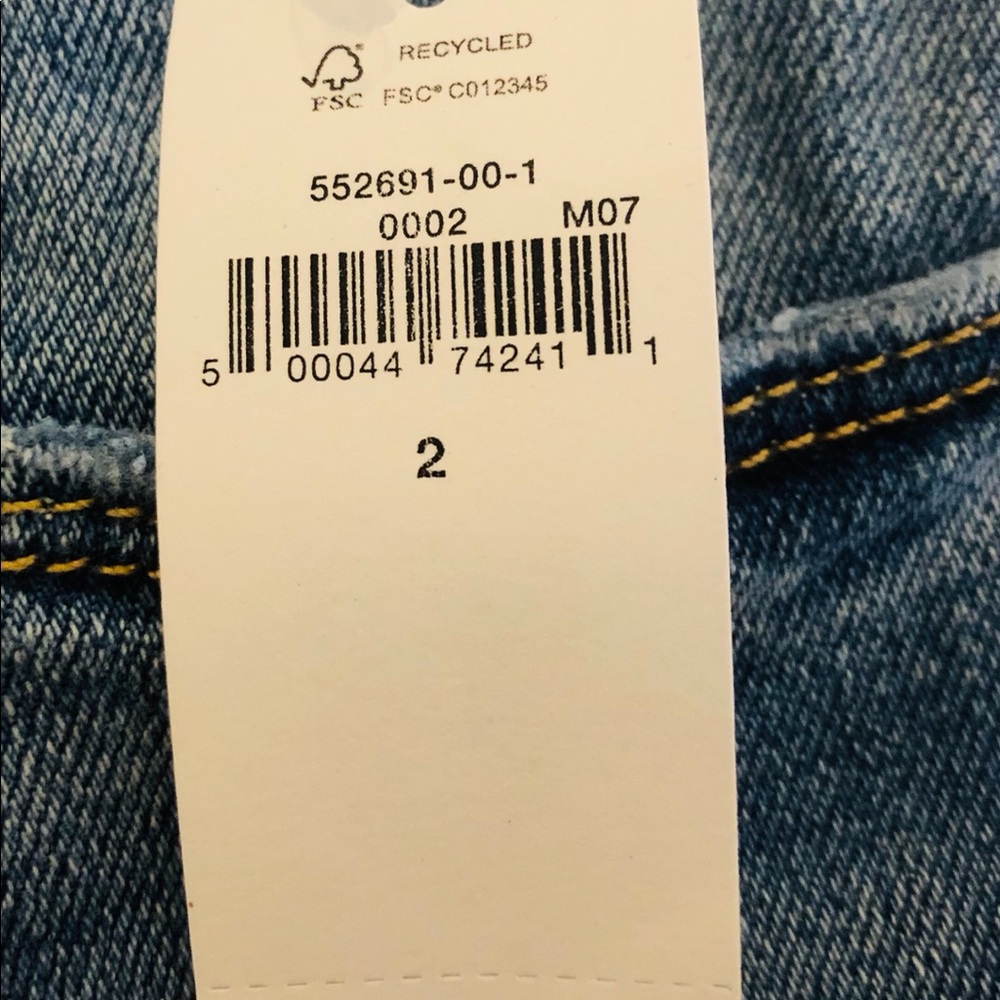 RECYCLED
FSC FSC® C012345
552691-00-1
0002 M07
5 00044 74241 1
2